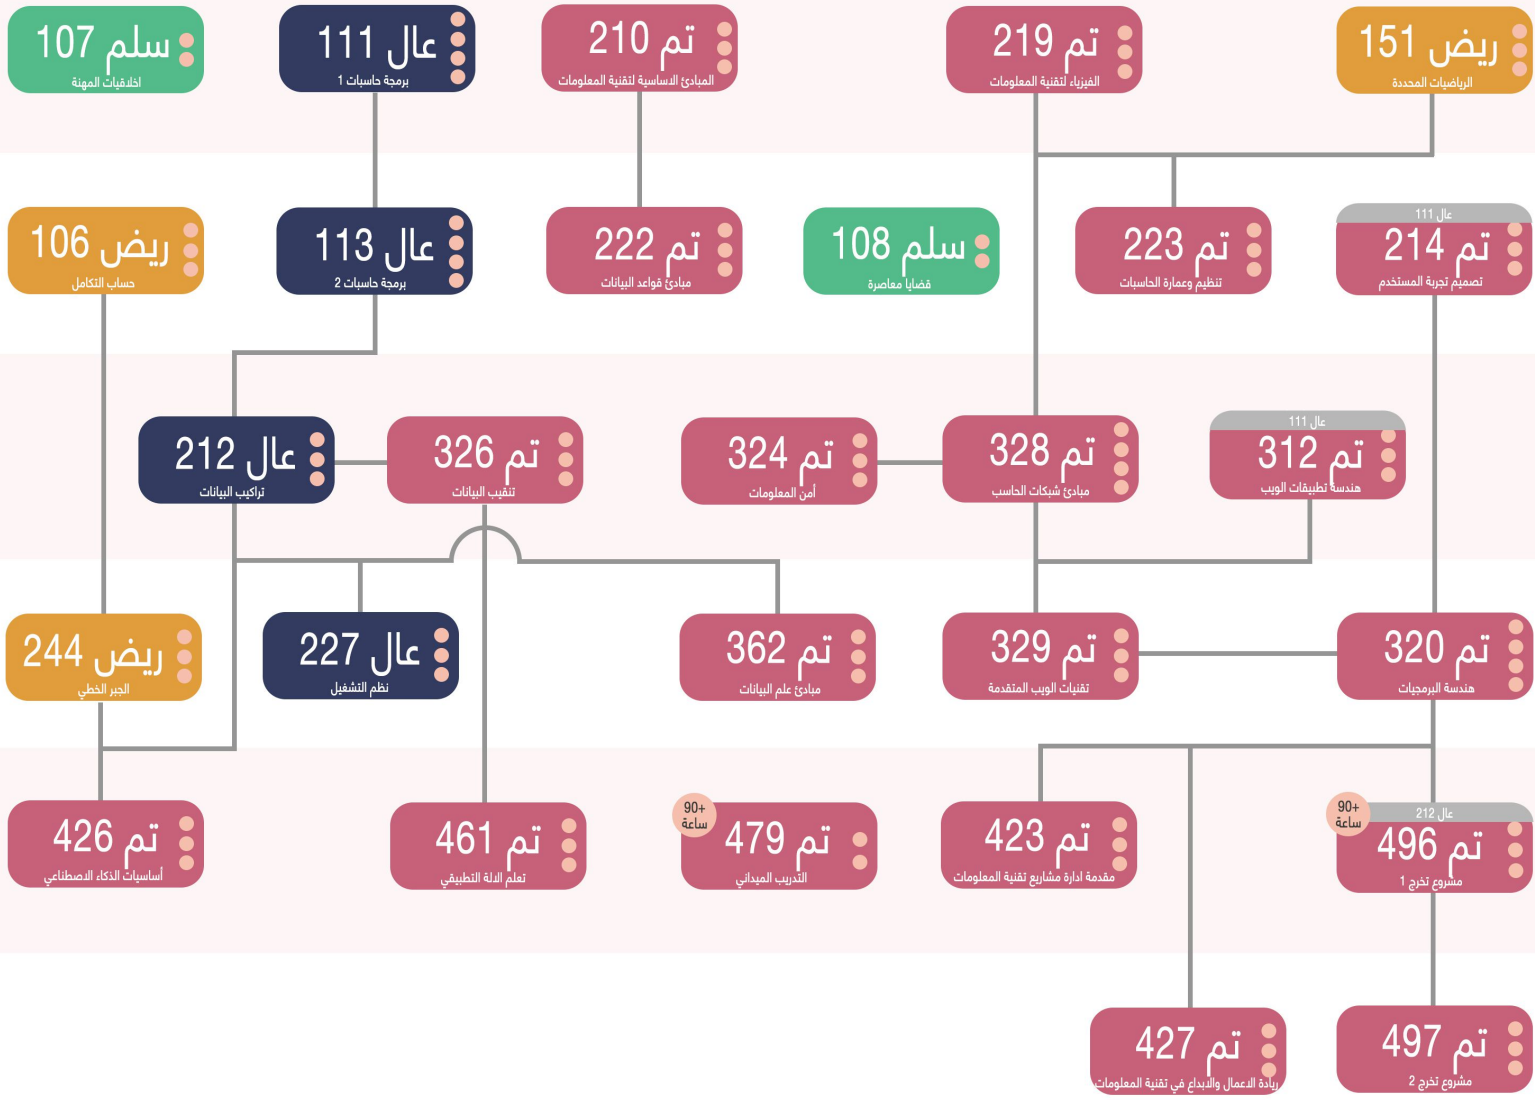 ريض 151
الرياضيات المحددة
تم 219
الفيزياء لتقنية المعلومات
تم 210
المبادئ الاساسية لتقنية المعلومات
عال 111
برمجة حاسبات 1
سلم 107
اخلاقيات المهنة
عال 111
تم 214
تصميم تجربة المستخدم
تم 223
تنظيم وعمارة الحاسبات
سلم 108
قضايا معاصرة
تم 222
مبادئ قواعد البيانات
عال 113
برمجة حاسبات 2
ريض 106
حساب التكامل
عال 111
تم 312
هندسة تطبيقات الويب
تم 328
مبادئ شبكات الحاسب
تم 324
أمن المعلومات
تم 326
تنقيب البيانات
عال 212
تراكيب البيانات
تم 320
هندسة البرمجيات
تم 329
تقنيات الويب المتقدمة
تم 362
مبادئ علم البيانات
عال 227
نظم التشغيل
ريض 244
الجبر الخطي
عال 212
+90
ساعة
تم 496
مشروع تخرج 1
تم 423
مقدمة ادارة مشاريع تقنية المعلومات
+90
ساعة
تم 479
التدريب الميداني
تم 461
تعلم الالة التطبيقي
تم 426
أساسيات الذكاء الاصطناعي
تم 497
مشروع تخرج 2
تم 427
ريادة الاعمال والابداع في تقنية المعلومات